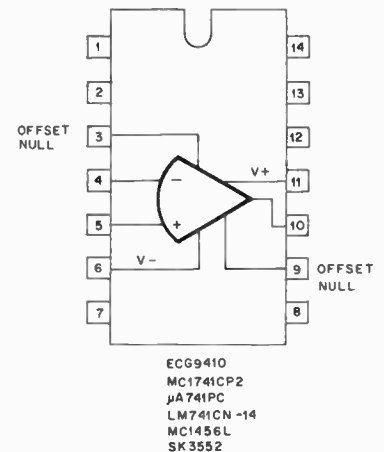 1
14
2
13
OFFSET
NULL
3
12
4
−
V+
11
5
+
10
6
V−
9
OFFSET
NULL
7
8
ECG9410
MC1741CP2
µA741PC
LM741CN-14
MC1456L
SK3552